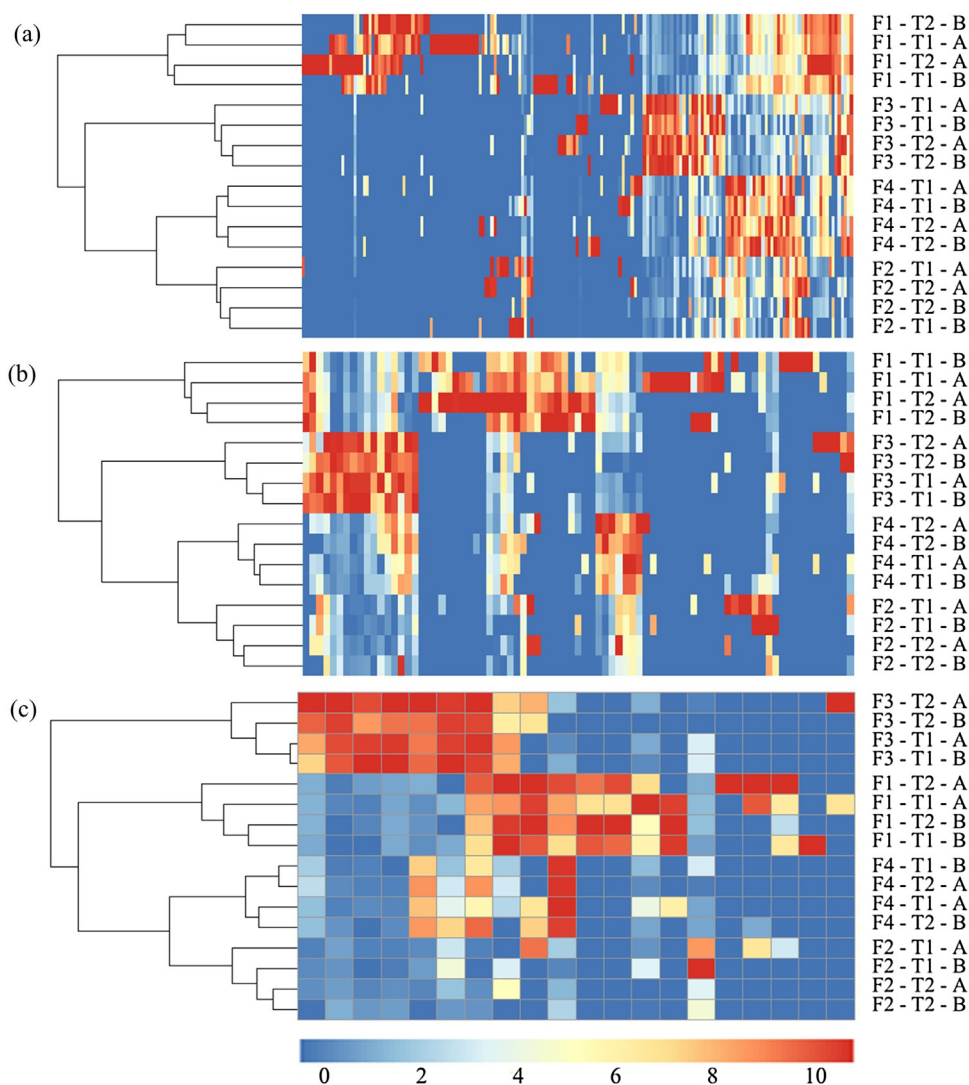 (a)
F1 - T2 - B
F1 - T1 - A
F1 - T2 - A
F1 - T1 - B
F3 - T1 - A
F3 - T1 - B
F3 - T2 - A
F3 - T2 - B
F4 - T1 - A
F4 - T1 - B
F4 - T2 - A
F4 - T2 - B
F2 - T1 - A
F2 - T2 - A
F2 - T2 - B
F2 - T1 - B
(b)
F1 - T1 - B
F1 - T1 - A
F1 - T2 - A
F1 - T2 - B
F3 - T2 - A
F3 - T2 - B
F3 - T1 - A
F3 - T1 - B
F4 - T2 - A
F4 - T2 - B
F4 - T1 - A
F4 - T1 - B
F2 - T1 - A
F2 - T1 - B
F2 - T2 - A
F2 - T2 - B
(c)
F3 - T2 - A
F3 - T2 - B
F3 - T1 - A
F3 - T1 - B
F1 - T2 - A
F1 - T1 - A
F1 - T2 - B
F1 - T1 - B
F4 - T1 - B
F4 - T2 - A
F4 - T1 - A
F4 - T2 - B
F2 - T1 - A
F2 - T1 - B
F2 - T2 - A
F2 - T2 - B
0 2 4 6 8 10